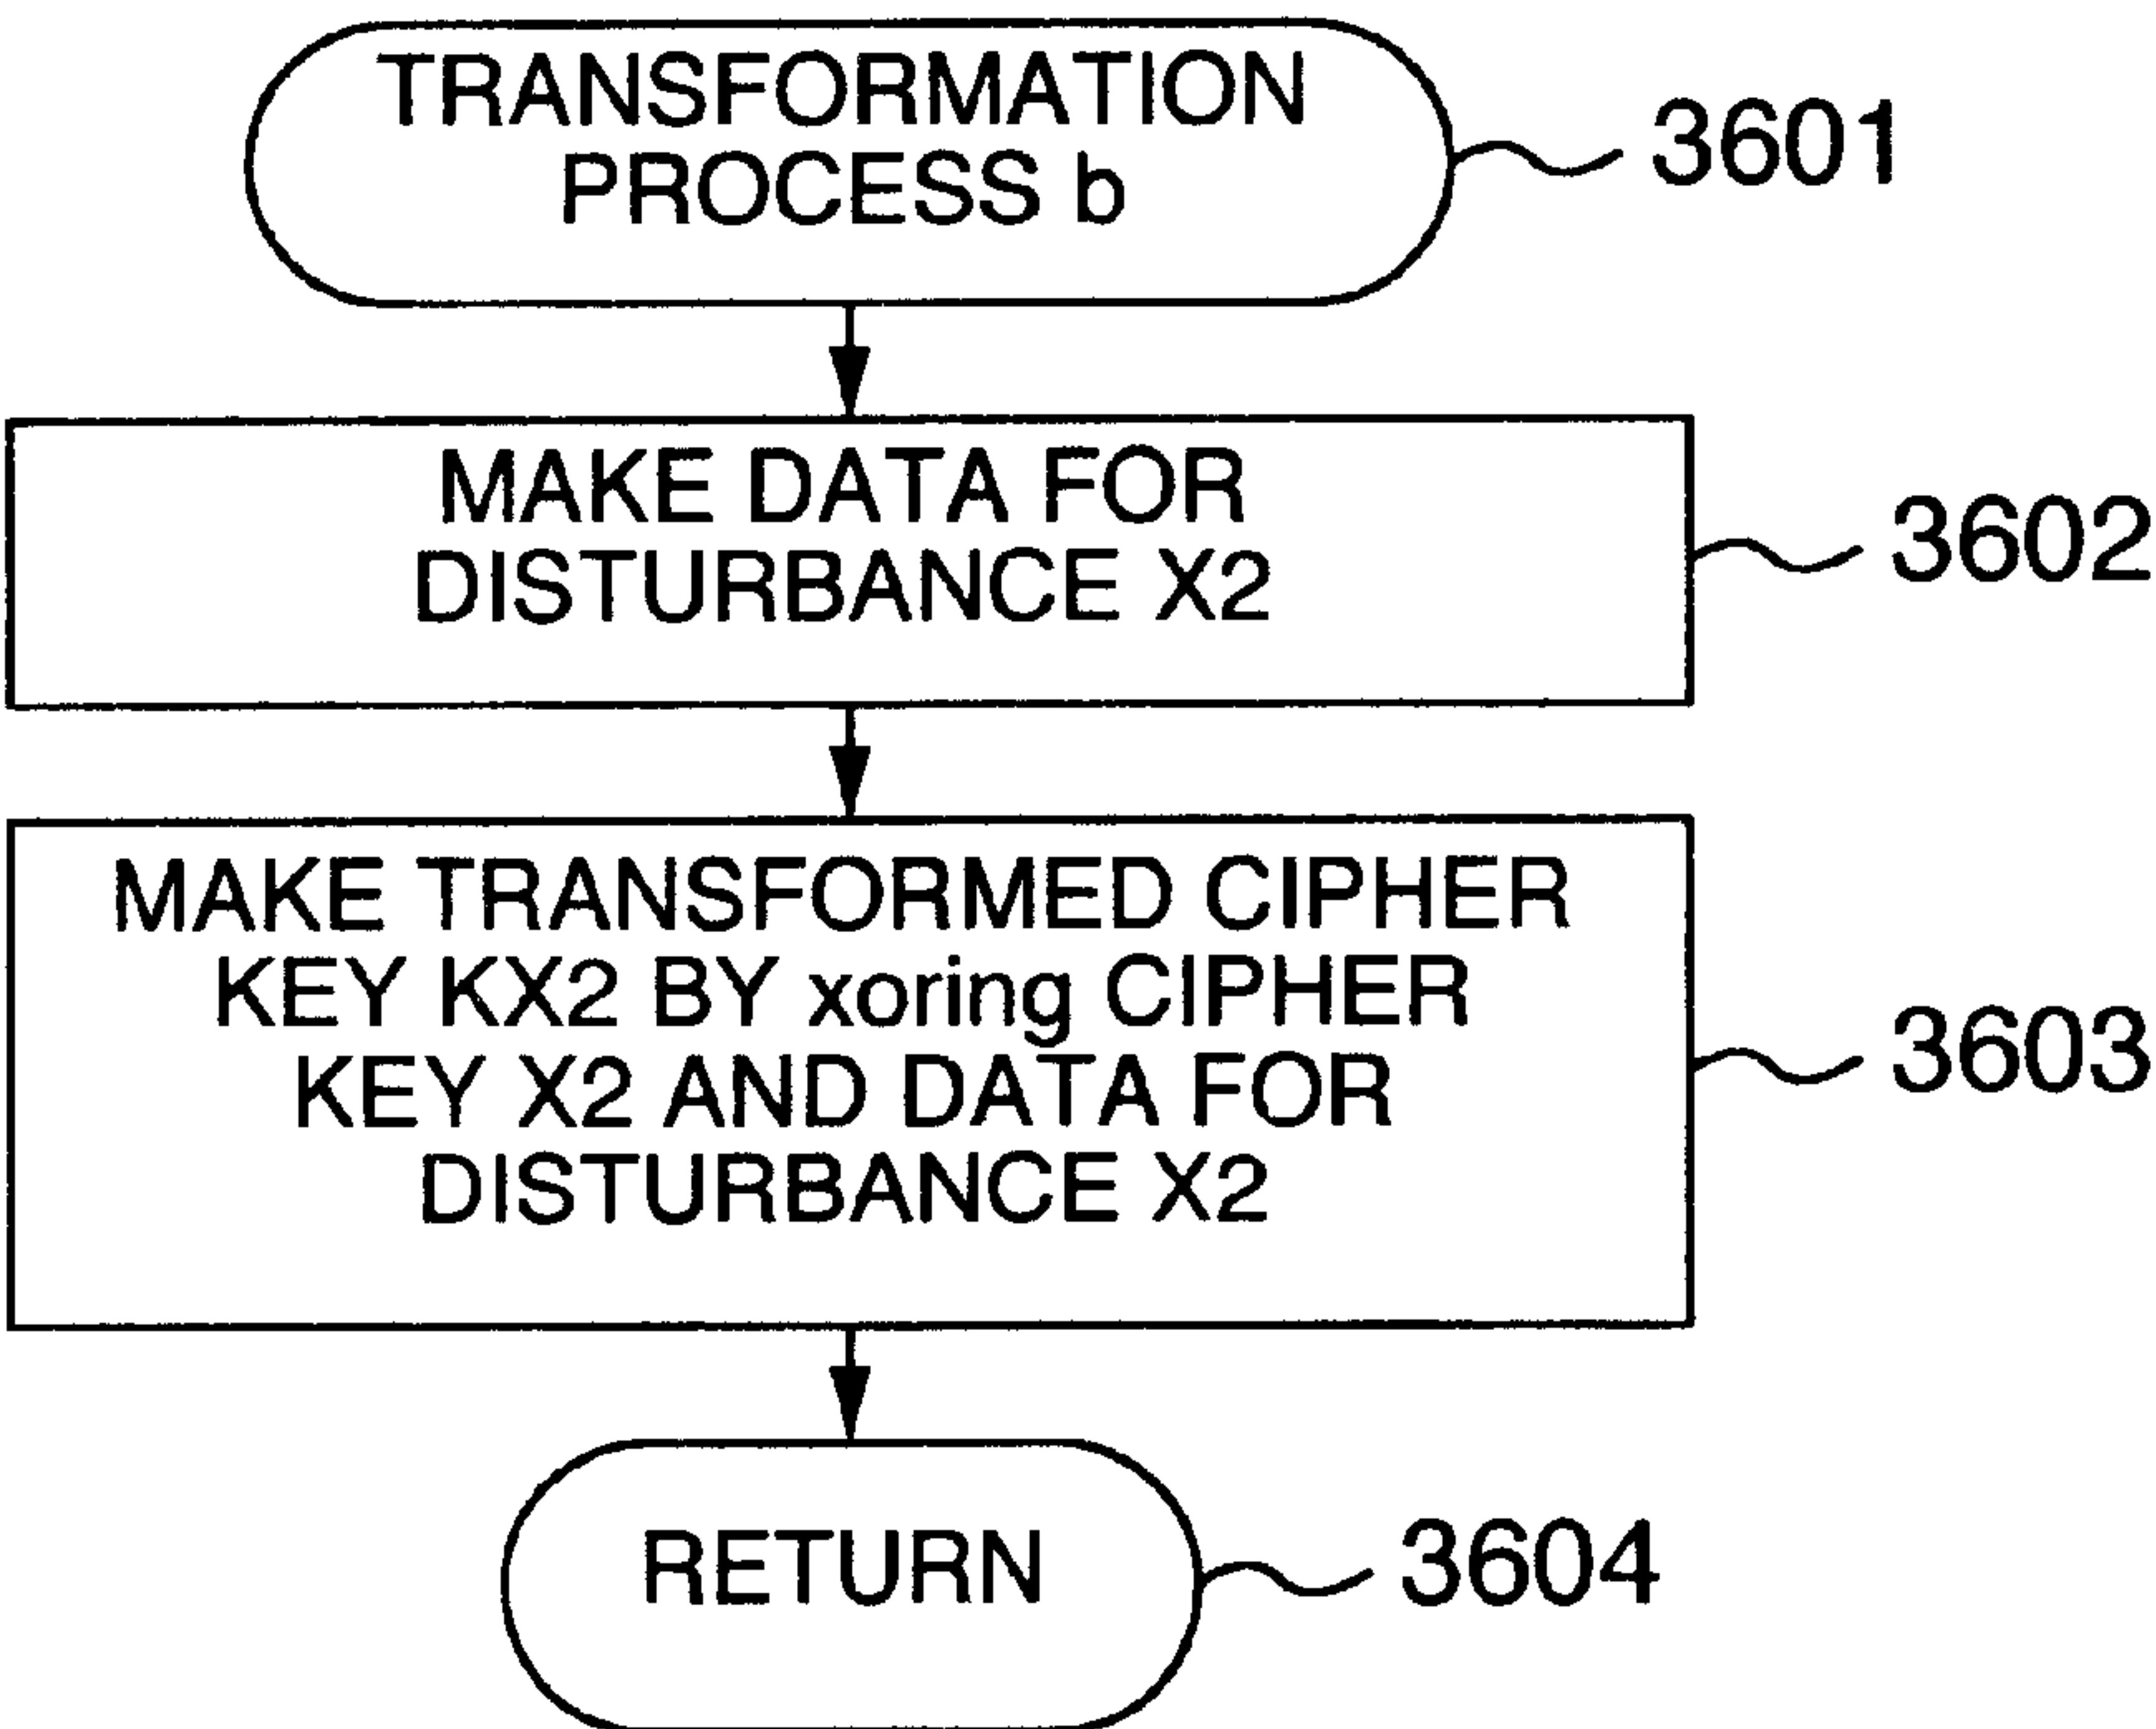 TRANSFORMATION
PROCESS b
3601
MAKE DATA FOR
DISTURBANCE X2
3602
MAKE TRANSFORMED CIPHER
KEY KX2 BY xoring CIPHER
KEY X2 AND DATA FOR
DISTURBANCE X2
3603
RETURN
3604